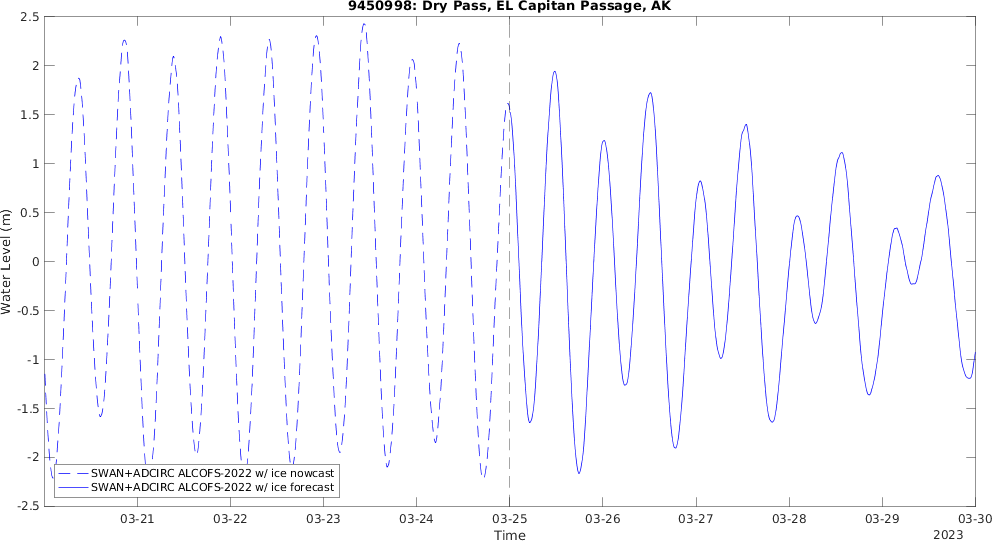 9450998: Dry Pass, EL Capitan Passage, AK
2.5
2
1.5
1
0.5
0
-0.5
-1
-1.5
-2
-2.5
Water Level (m)
SWAN+ADCIRC ALCOFS-2022 w/ ice nowcast
SWAN+ADCIRC ALCOFS-2022 w/ ice forecast
03-21 03-22 03-23 03-24 03-25 03-26 03-27 03-28 03-29 03-30
Time
2023